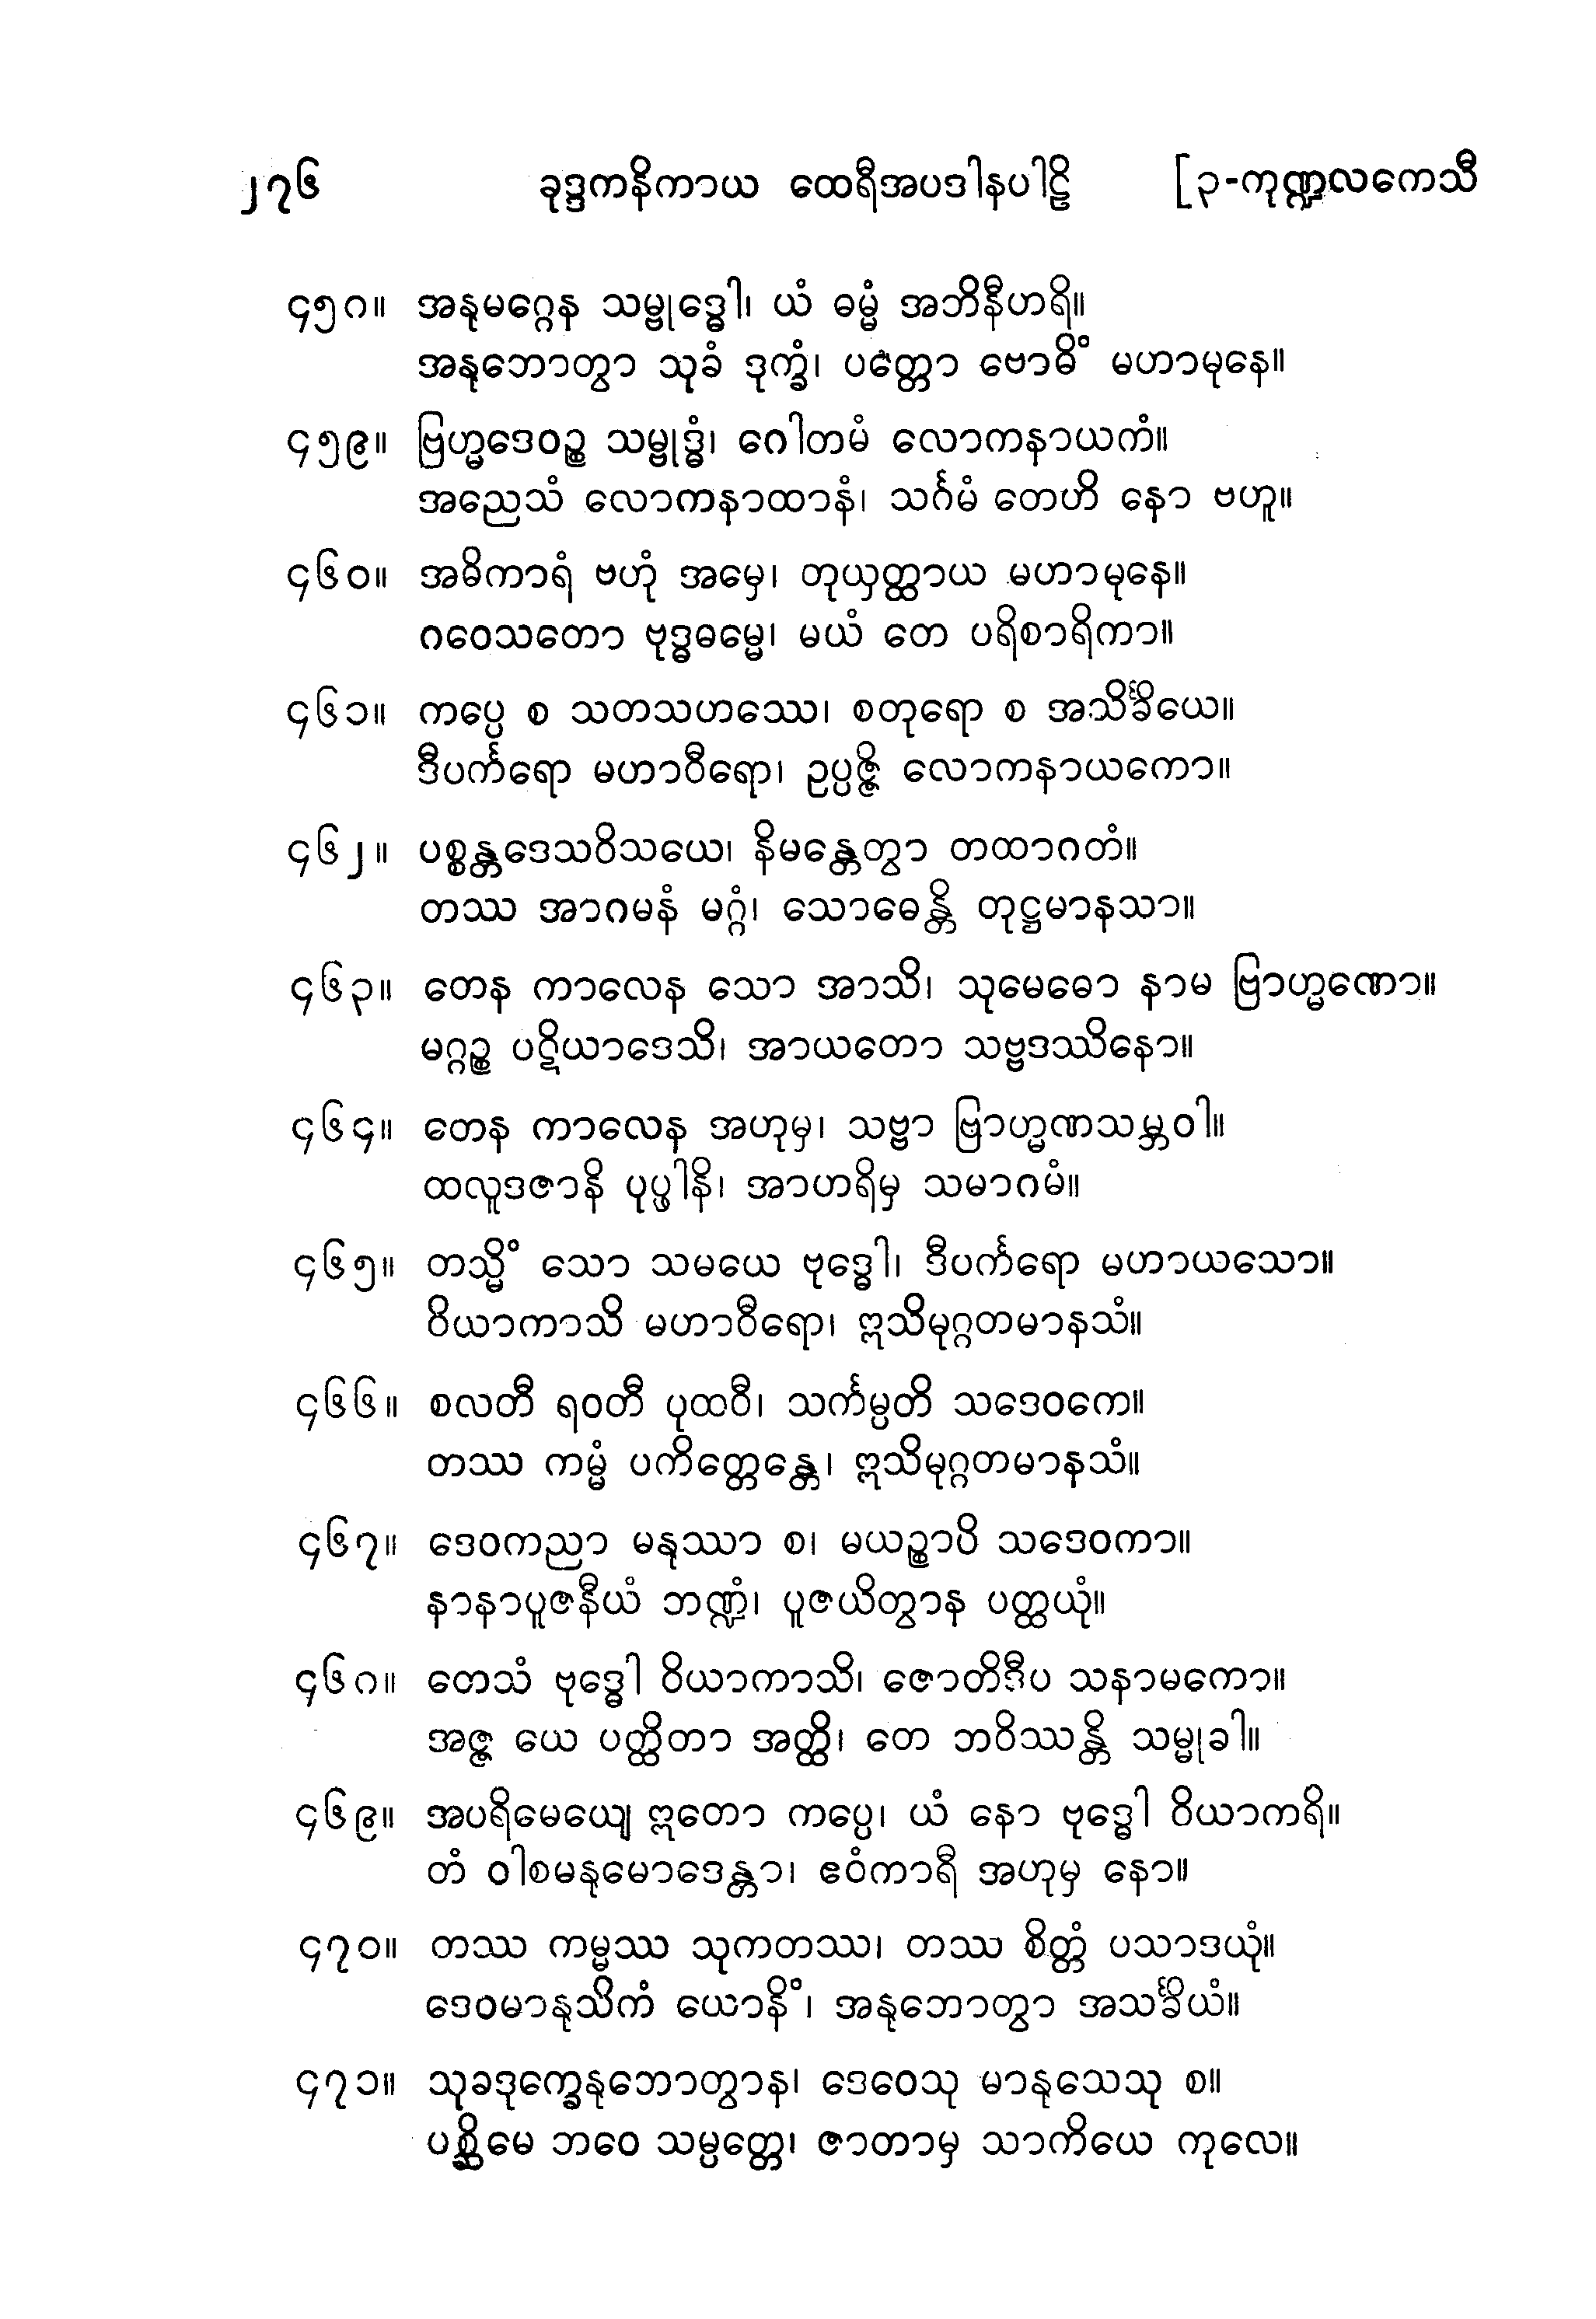 ၂၇၆ ခုဒ္ဒကနိကာယ ထေရီအပဒါနပါဠိ [၃-ကုဏ္ဍလကေသီ
၄၅၈။ အနုမဂ္ဂေန သမ္ဗုဒ္ဓေါ၊ ယံ ဓမ္မံ အဘိနီဟရိ။
အနုဘောတွာ သုခံ ဒုက္ခံ၊ ပတ္တော ဗောဓိံ မဟာမုနေ။
၄၅၉။ ဗြဟ္မဒေဝဉ္စ သမ္ဗုဒ္ဓံ၊ ဂေါတမံ လောကနာယကံ။
အညေသံ လောကနာထာနံ၊ သင်္ဂမံ တေဟိ နော ဗဟူ။
၄၆၀။ အဓိကာရံ ဗဟုံ အမှေ၊ တုယှတ္ထာယ မဟာမုနေ။
ဂဝေသတော ဗုဒ္ဓဓမ္မေ၊ မယံ တေ ပရိစာရိကာ။
၄၆၁။ ကပ္ပေ စ သတသဟဿေ၊ စတုရော စ အသင်္ခိယေ။
ဒီပင်္ကရော မဟာဝီရော၊ ဥပ္ပဇ္ဇိ လောကနာယကော။
၄၆၂။ ပစ္စန္တဒေသဝိသယေ၊ နိမန္တေတွာ တထာဂတံ။
တဿ အာဂမနံ မဂ္ဂံ၊ သောဓေန္တိ တုဋ္ဌမာနသာ။
၄၆၃။ တေန ကာလေန သော အာသိ၊ သုမေဓော နာမ ဗြာဟ္မဏော။
မဂ္ဂဉ္စ ပဋိယာဒေသိ၊ အာယတော သဗ္ဗဒဿိနော။
၄၆၄။ တေန ကာလေန အဟုမှ၊ သဗ္ဗာ ဗြာဟ္မဏသမ္ဘဝါ။
ထလူဒဇာနိ ပုပ္ဖါနိ၊ အာဟရိမှ သမာဂမံ။
၄၆၅။ တသ္မိံ သော သမယေ ဗုဒ္ဓေါ၊ ဒီပင်္ကရော မဟာယသော။
ဝိယာကာသိ မဟာဝီရော၊ ဣသိမုဂ္ဂတမာနသံ။
၄၆၆။ စလတီ ရဝတီ ပုထဝီ၊ သင်္ကမ္ပတိ သဒေဝကေ။
တဿ ကမ္မံ ပကိတ္တေန္တေ၊ ဣသိမုဂ္ဂတမာနသံ။
၄၆၇။ ဒေဝကညာ မနုဿာ စ၊ မယဉ္စာပိ သဒေဝကာ။
နာနာပူဇနီယံ ဘဏ္ဍံ၊ ပူဇယိတွာန ပတ္ထယုံ။
၄၆၈။ တေသံ ဗုဒ္ဓေါ ဝိယာကာသိ၊ ဇောတိဒီပ သနာမကော။
အဇ္ဇ ယေ ပတ္ထိတာ အတ္ထိ၊ တေ ဘဝိဿန္တိ သမ္မုခါ။
၄၆၉။ အပရိမေယျေ ဣတော ကပ္ပေ၊ ယံ နော ဗုဒ္ဓေါ ဝိယာကရိ။
တံ ဝါစမနုမောဒေန္တာ၊ ဧဝံကာရီ အဟုမှ နော။
၄၇၀။ တဿ ကမ္မဿ သုကတဿ၊ တဿ စိတ္တံ ပသာဒယုံ။
ဒေဝမာနုသိကံ ယောနိံ၊ အနုဘောတွာ အသင်္ခိယံ။
၄၇၁။ သုခဒုက္ခေနုဘောတွာန၊ ဒေဝေသု မာနုသေသု စ။
ပစ္ဆိမေ ဘဝေ သမ္ပတ္တေ၊ ဇာတာမှ သာကိယေ ကုလေ။